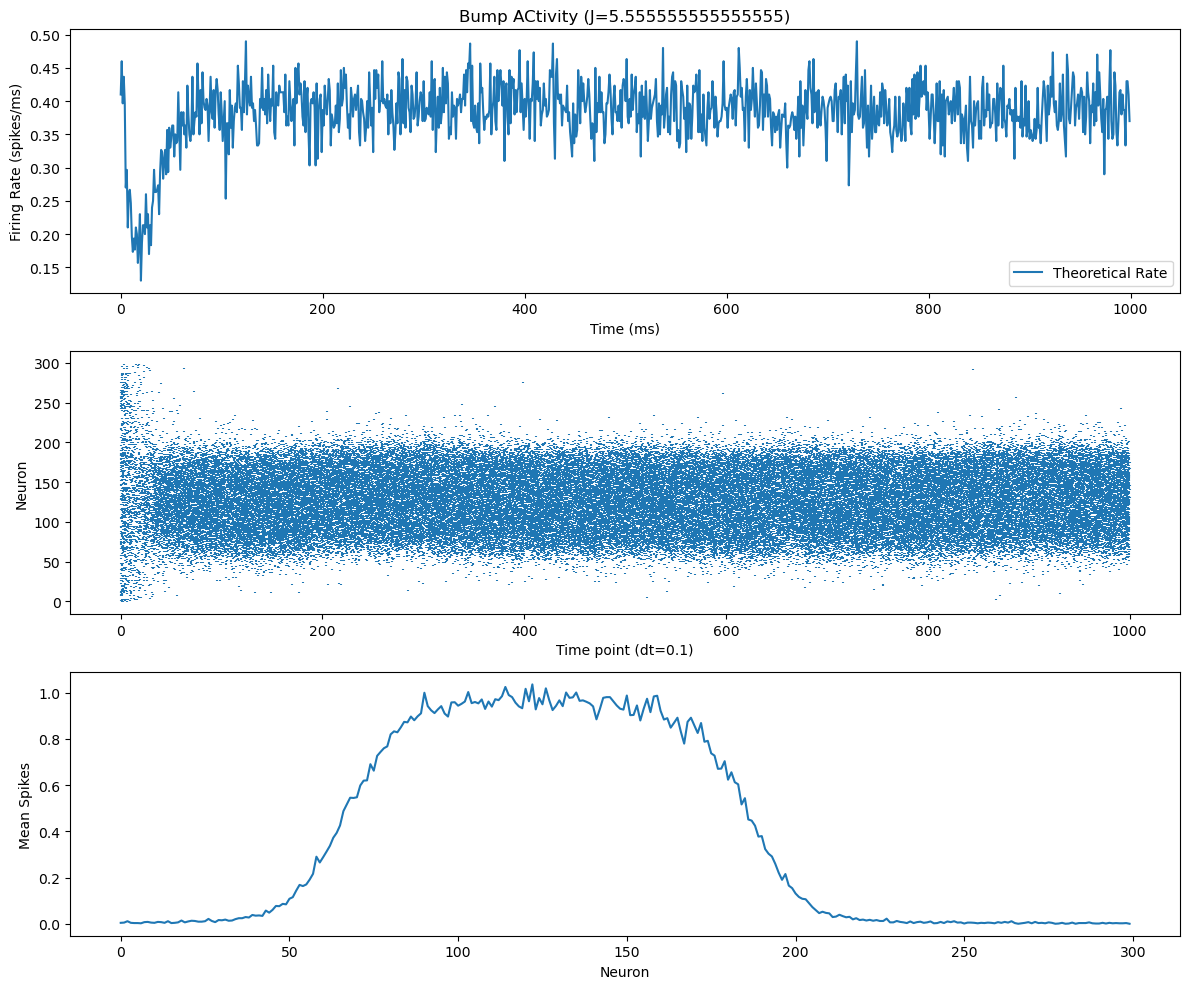 Bump ACtivity (J=5.555555555555555)
0.50
0.45
0.40
0.35
0.30
0.25
0.20
0.15
Firing Rate (spikes/ms)
Theoretical Rate
0 200 400 600 800 1000
Time (ms)
300
250
200
150
100
50
0
Neuron
0 200 400 600 800 1000
Time point (dt=0.1)
1.0
0.8
0.6
0.4
0.2
0.0
Mean Spikes
0 50 100 150 200 250 300
Neuron